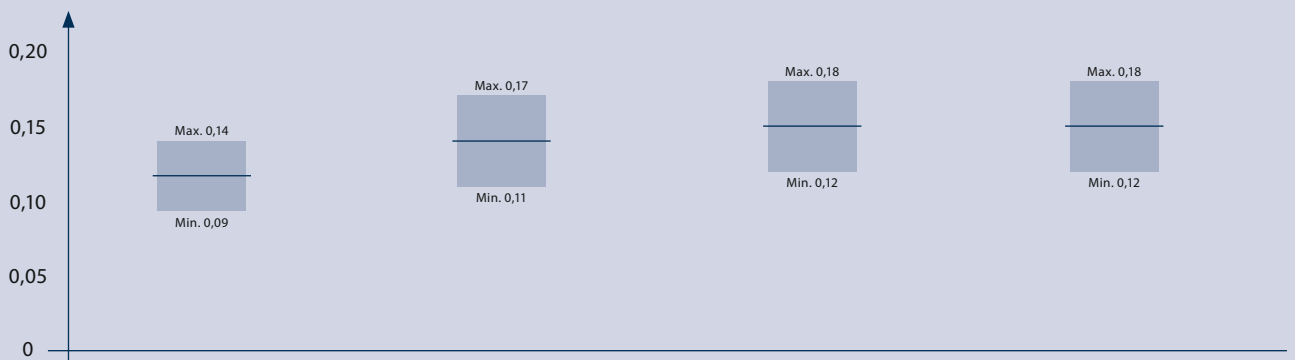 0,20
0,15
0,10
0,05
0
Max. 0,14
Min. 0,09
Max. 0,17
Min. 0,11
Max. 0,18
Min. 0,12
Max. 0,18
Min. 0,12